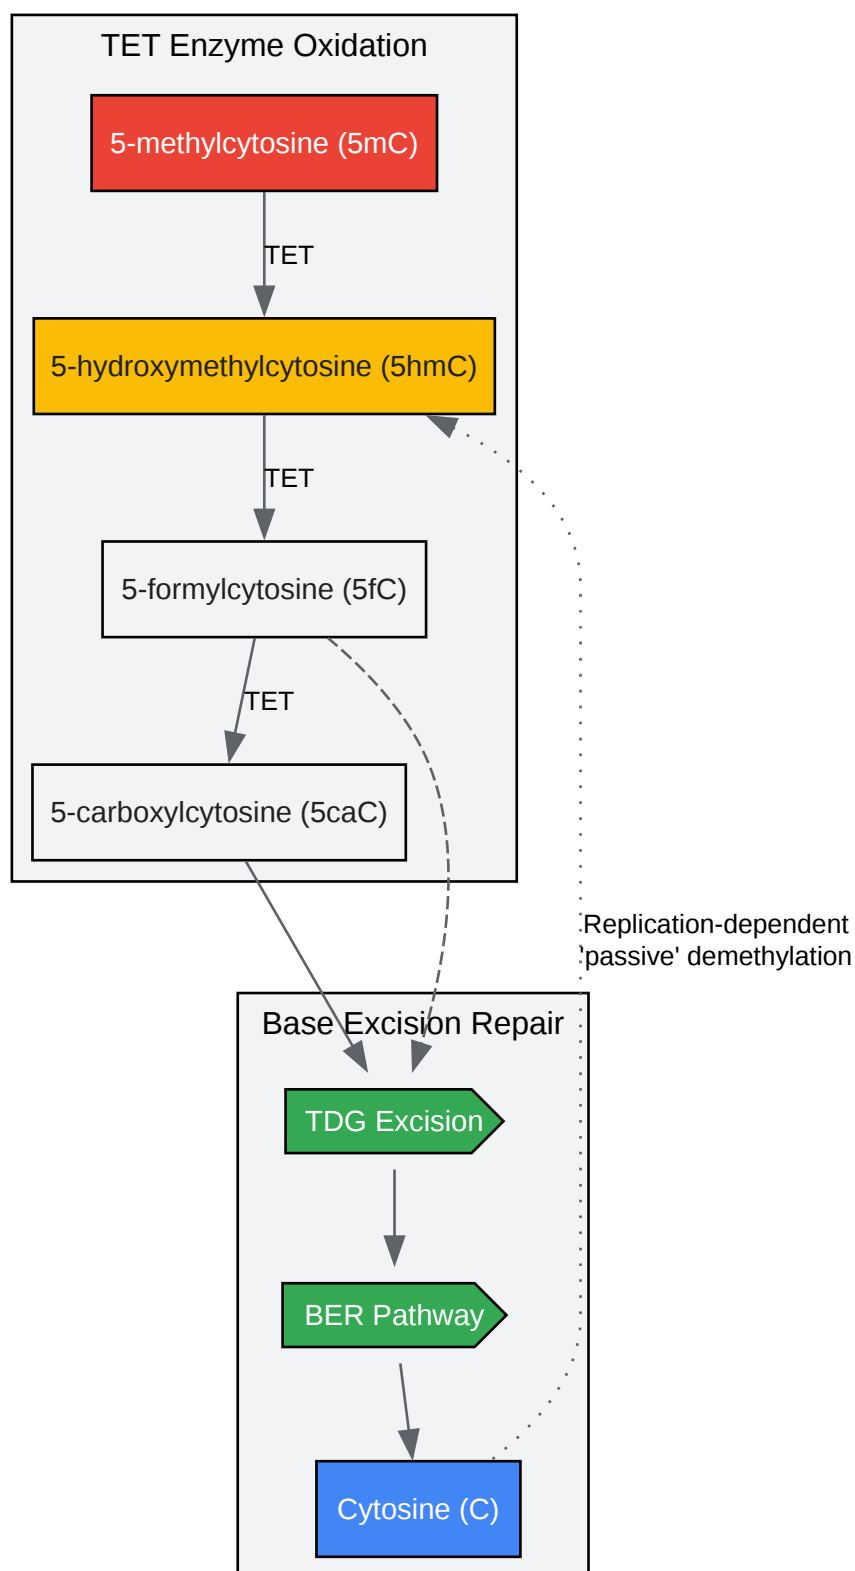 TET Enzyme Oxidation
5-methylcytosine (5mC)
TET
5-hydroxymethylcytosine (5hmC)
TET
5-formylcytosine (5fC)
TET
5-carboxylcytosine (5caC)
Replication-dependent
'passive' demethylation
Base Excision Repair
TDG Excision
BER Pathway
Cytosine (C)